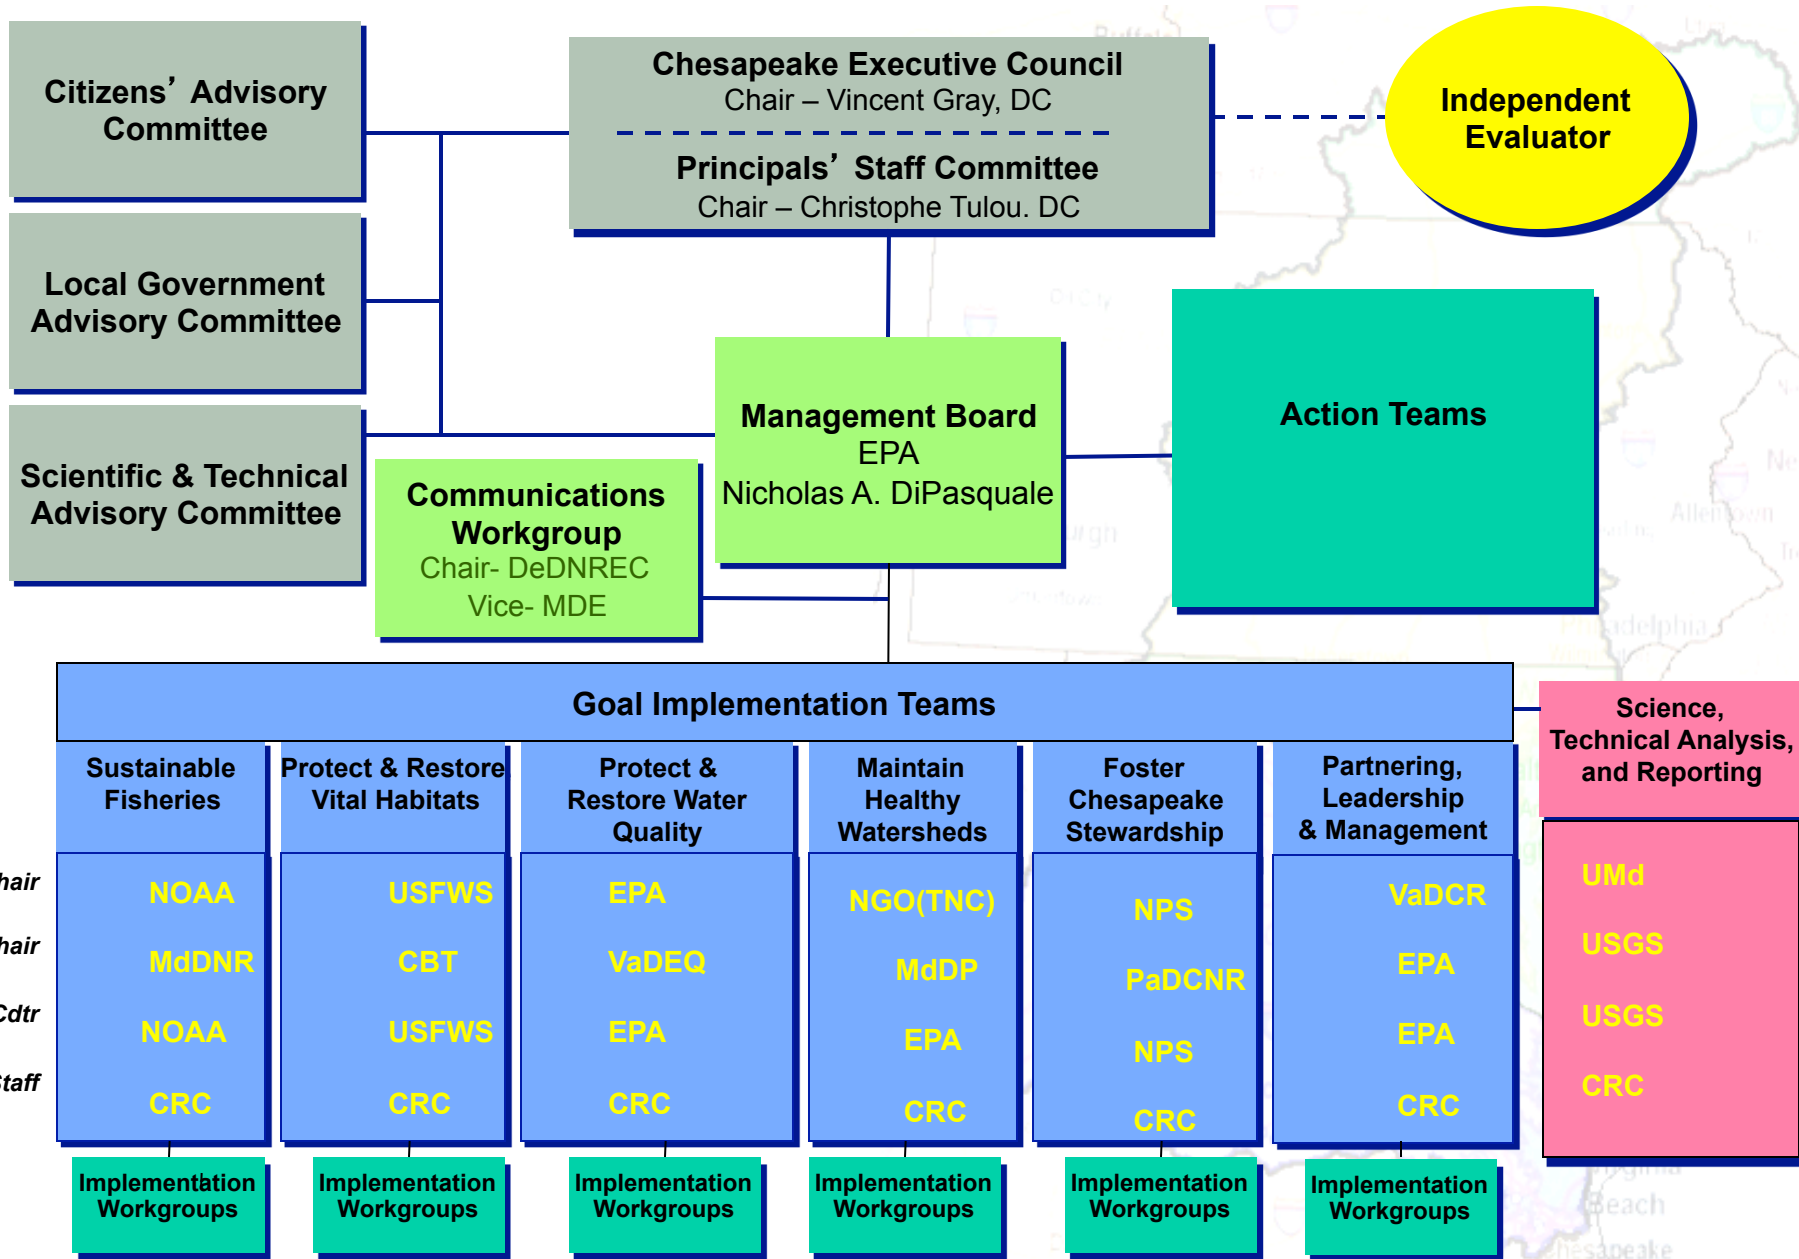 Citizens’ Advisory
Committee
Chesapeake Executive Council
Chair – Vincent Gray, DC
Principals’ Staff Committee
Chair – Christophe Tulou. DC
Independent
Evaluator
Local Government
Advisory Committee
Scientific & Technical
Advisory Committee
Management Board
EPA
Nicholas A. DiPasquale
Action Teams
Communications
Workgroup
Chair- DeDNREC
Vice- MDE
Goal Implementation Teams
Science,
Technical Analysis,
and Reporting
Sustainable
Fisheries
Protect & Restore
Vital Habitats
Protect &
Restore Water
Quality
Maintain
Healthy
Watersheds
Foster
Chesapeake
Stewardship
Partnering,
Leadership
& Management
hair
NOAA
USFWS
EPA
NGO(TNC)
NPS
VaDCR
UMd
hair
MdDNR
CBT
VaDEQ
MdDP
PaDCNR
EPA
USGS
Cdtr
NOAA
USFWS
EPA
EPA
NPS
EPA
USGS
Staff
CRC
CRC
CRC
CRC
CRC
CRC
CRC
Implementation
Workgroups
Implementation
Workgroups
Implementation
Workgroups
Implementation
Workgroups
Implementation
Workgroups
Implementation
Workgroups
Allentown
Philadelphia
Beach
Chesapeake